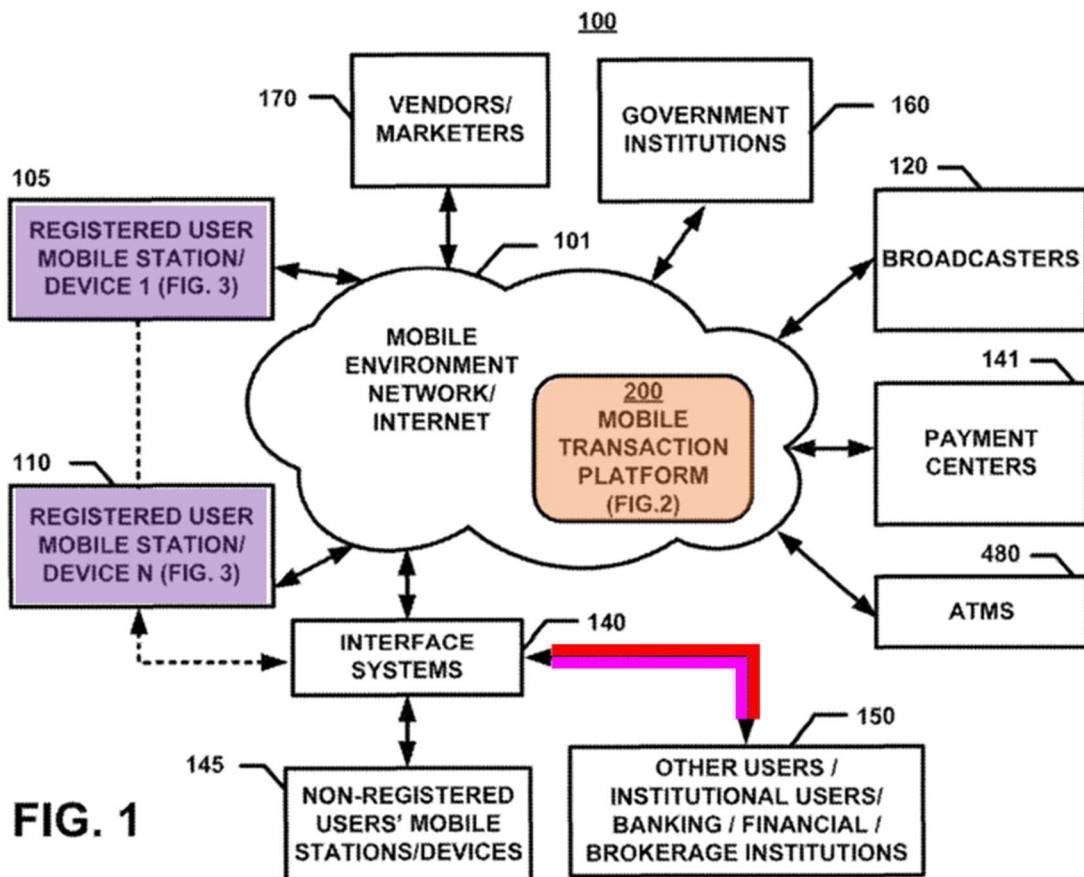 100
170
VENDORS/
MARKETERS
GOVERNMENT
INSTITUTIONS
160
105
REGISTERED USER
MOBILE STATION/
DEVICE 1 (FIG. 3)
101
120
BROADCASTERS
MOBILE
ENVIRONMENT
NETWORK/
INTERNET
200
MOBILE
TRANSACTION
PLATFORM
(FIG.2)
141
PAYMENT
CENTERS
110
REGISTERED USER
MOBILE STATION/
DEVICE N (FIG. 3)
480
ATMS
INTERFACE
SYSTEMS
140
145
NON-REGISTERED
USERS' MOBILE
STATIONS/DEVICES
150
OTHER USERS /
INSTITUTIONAL USERS/
BANKING / FINANCIAL /
BROKERAGE INSTITUTIONS
FIG. 1